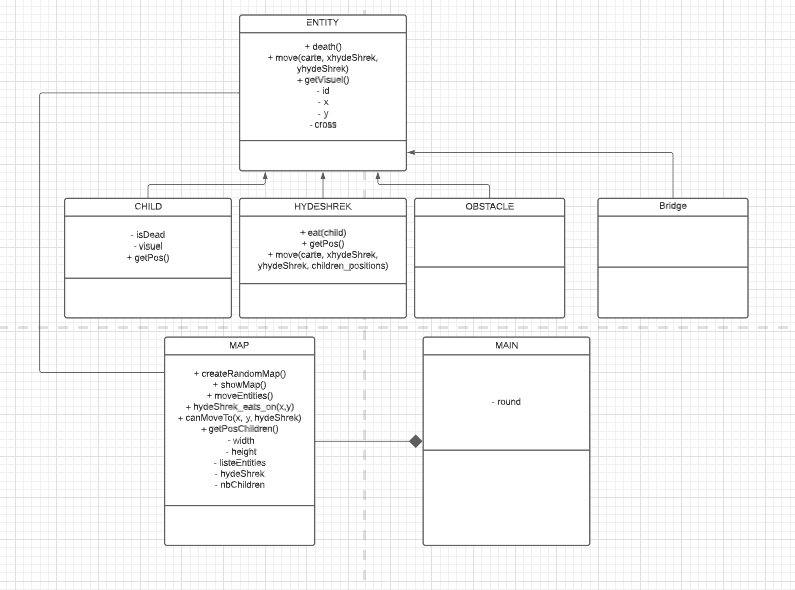 ENTITY
+ death()
+ move(carte, xhydeShrek,
yhydeShrek)
+ getVisuel()
- id
- x
- y
- cross
CHILD
- isDead
- visuel
+ getPos()
HYDESHREK
+ eat(child)
+ getPos()
+ move(carte, xhydeShrek,
yhydeShrek, children_positions)
OBSTACLE
Bridge
MAP
+ createRandomMap()
+ showMap()
+ moveEntities()
+ hydeShrek_eats_on(x,y)
+ canMoveTo(x, y, hydeShrek)
+ getPosChildren()
- width
- height
- listeEntities
- hydeShrek
- nbChildren
MAIN
- round